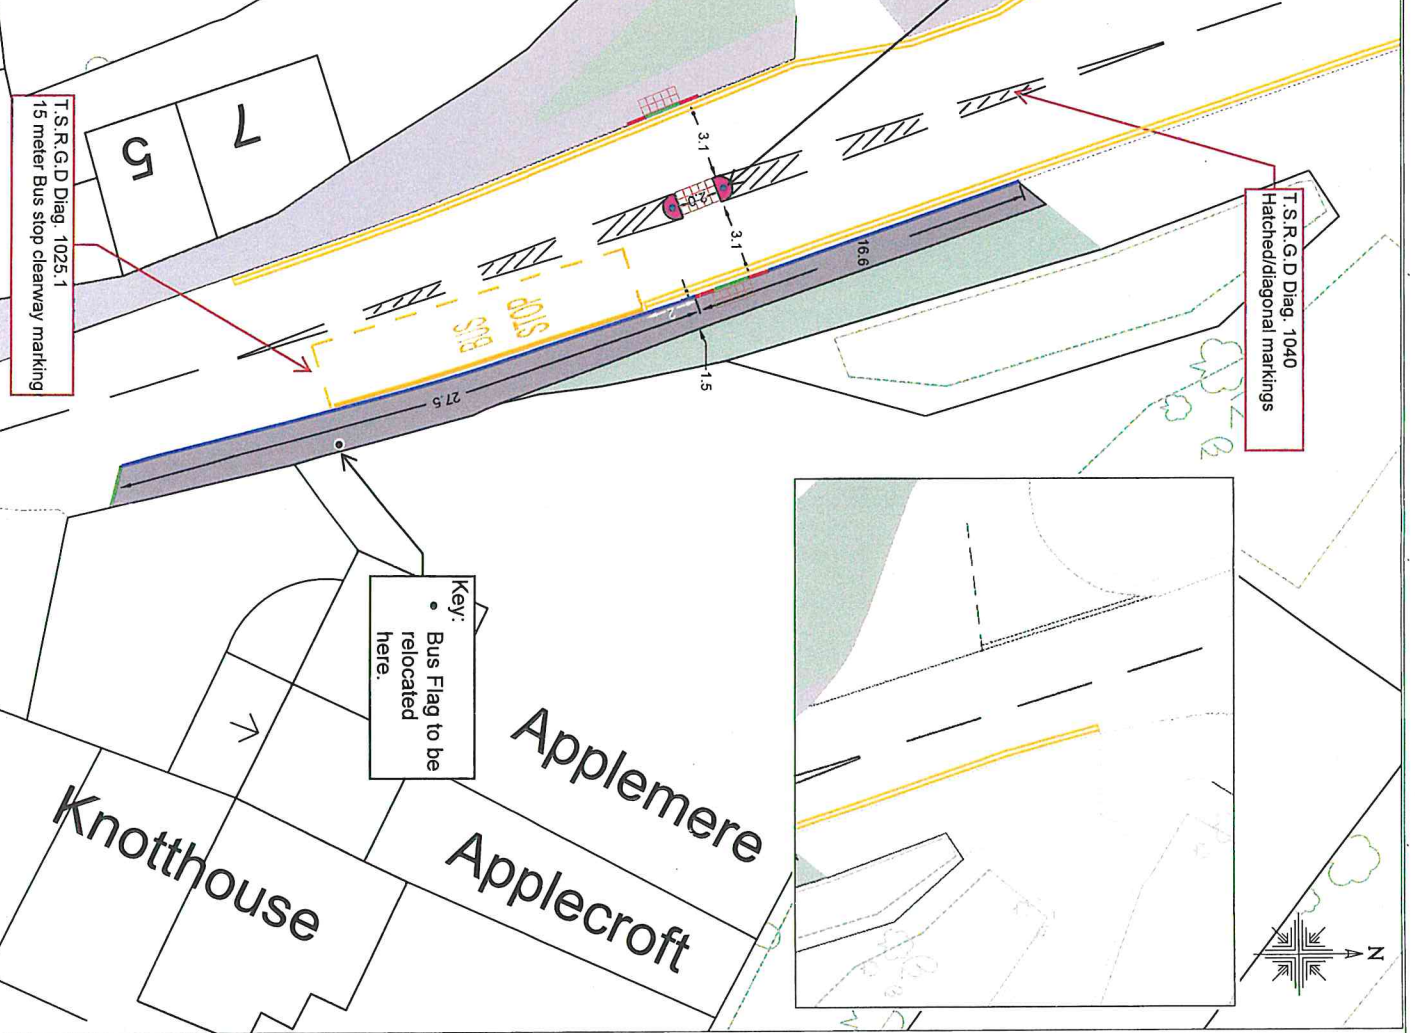 T.S.R.G.D Diag. 1040
Hatched/diagonal markings
T.S.R.G.D Diag. 1025.1
15 meter Bus stop clearway marking
7
5
3.1
2.0
3.1
16.6
1.5
27.5
BUS
STOP
Key:
Bus Flag to be
relocated
here.
Applemere
Applecroft
Knotthouse
N